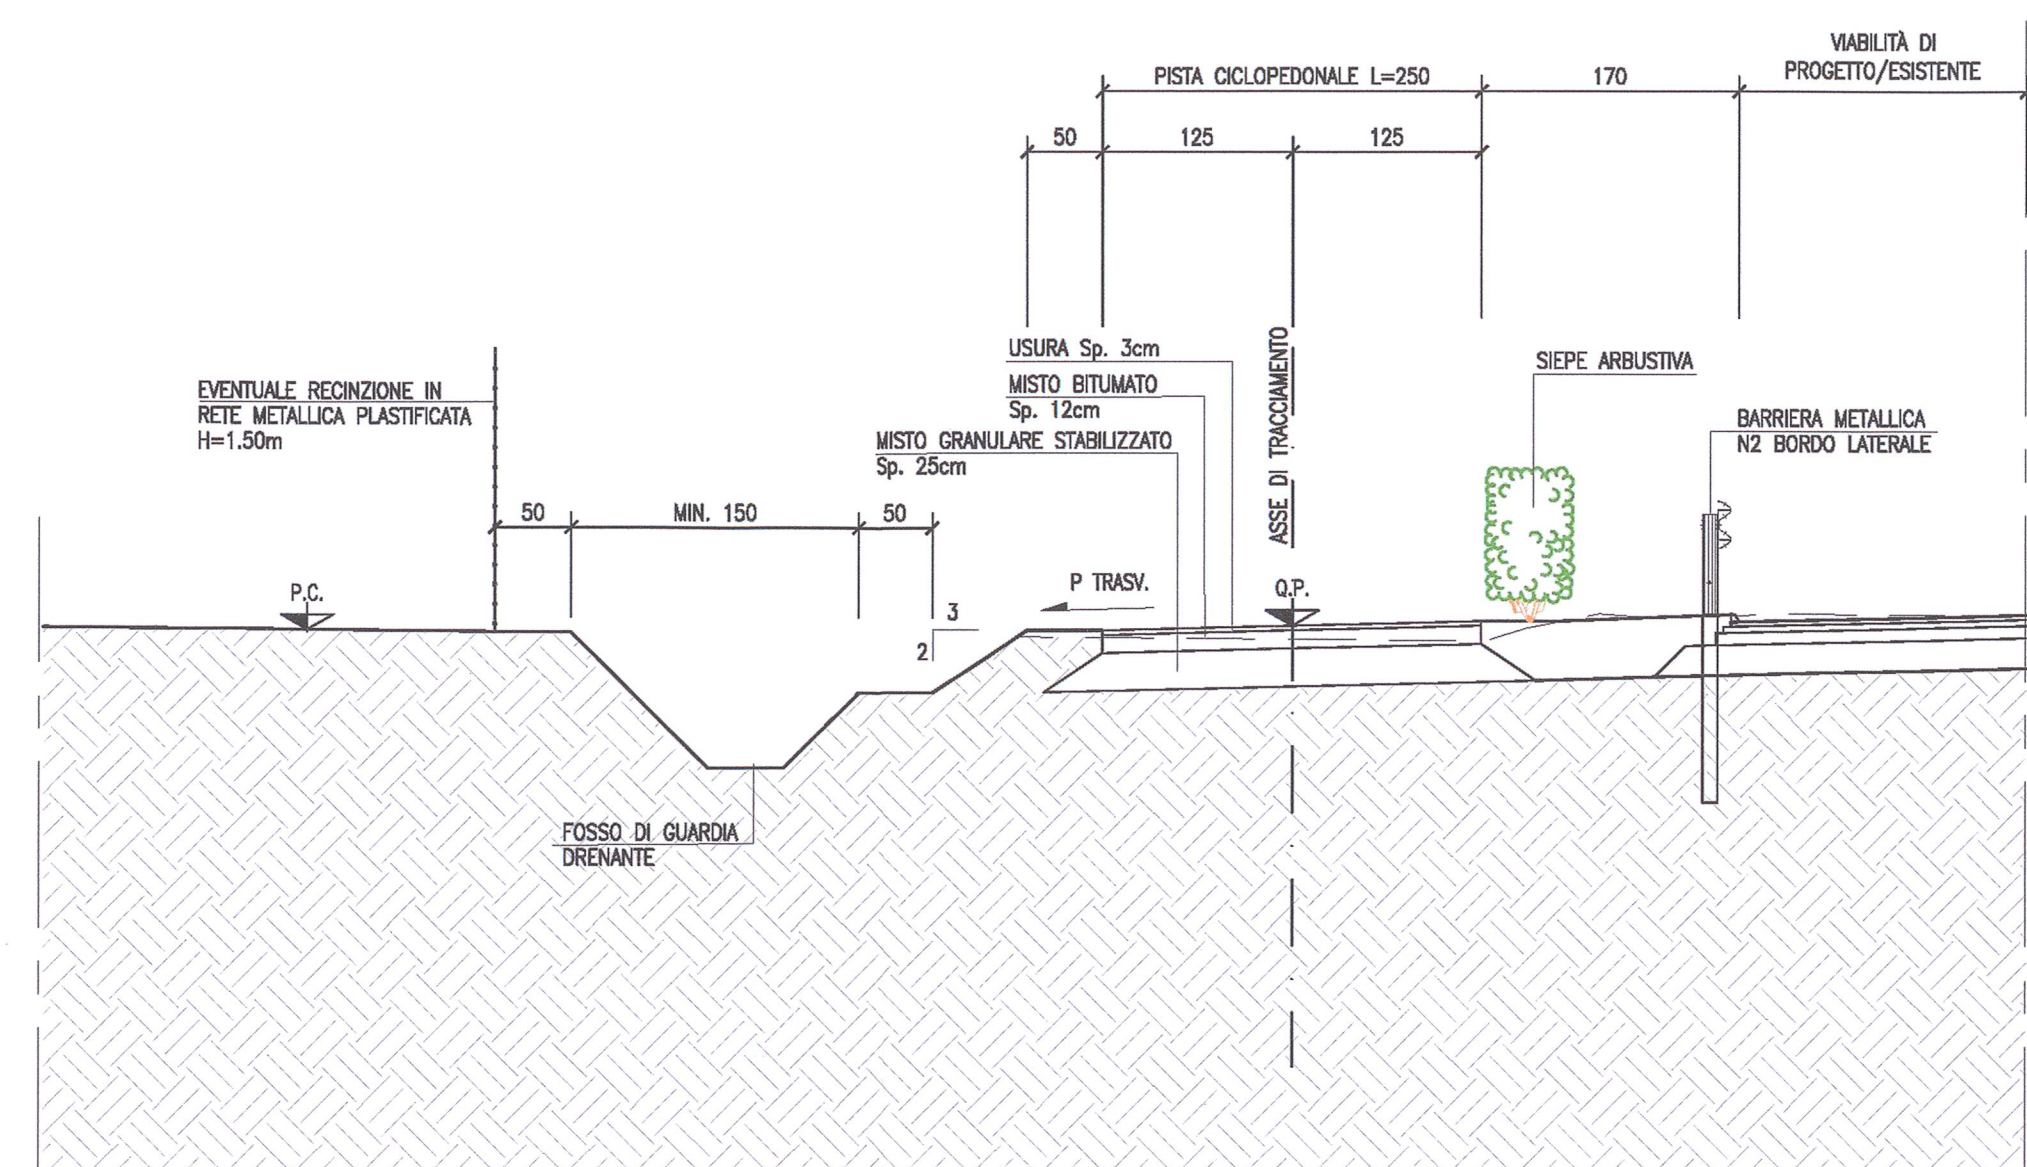 VIABILITÀ DI
PROGETTO/ESISTENTE
PISTA CICLOPEDONALE L=250
170
50
125
125
USURA Sp. 3cm
MISTO BITUMATO
Sp. 12cm
MISTO GRANULARE STABILIZZATO
Sp. 25cm
ASSE DI TRACCIAMENTO
SIEPE ARBUSTIVA
BARRIERA METALLICA
N2 BORDO LATERALE
EVENTUALE RECINZIONE IN
RETE METALLICA PLASTIFICATA
H=1.50m
50
MIN. 150
50
P.C.
P TRASV.
Q.P.
3
2
FOSSO DI GUARDIA
DRENANTE